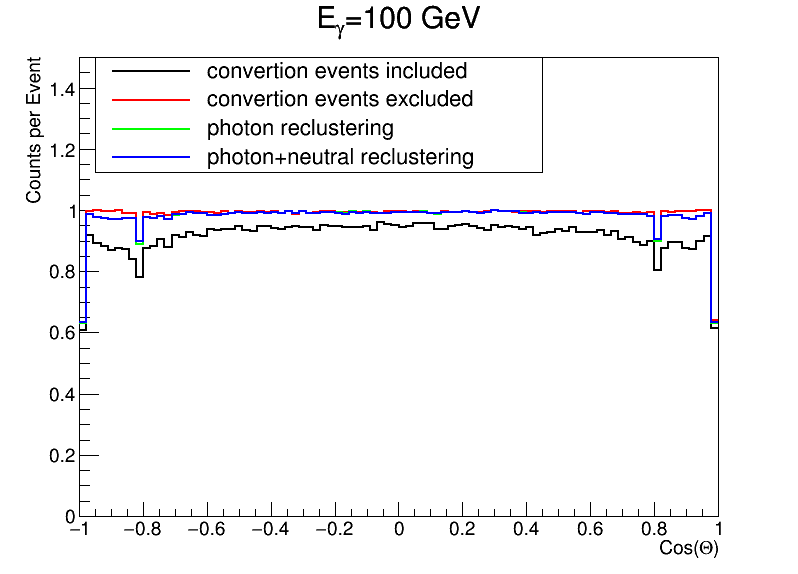 Eγ=100 GeV
Counts per Event
convertion events included
convertion events excluded
photon reclustering
photon+neutral reclustering
1.4
1.2
1
0.8
0.6
0.4
0.2
0
−1 −0.8 −0.6 −0.4 −0.2 0 0.2 0.4 0.6 0.8 1
Cos(Θ)